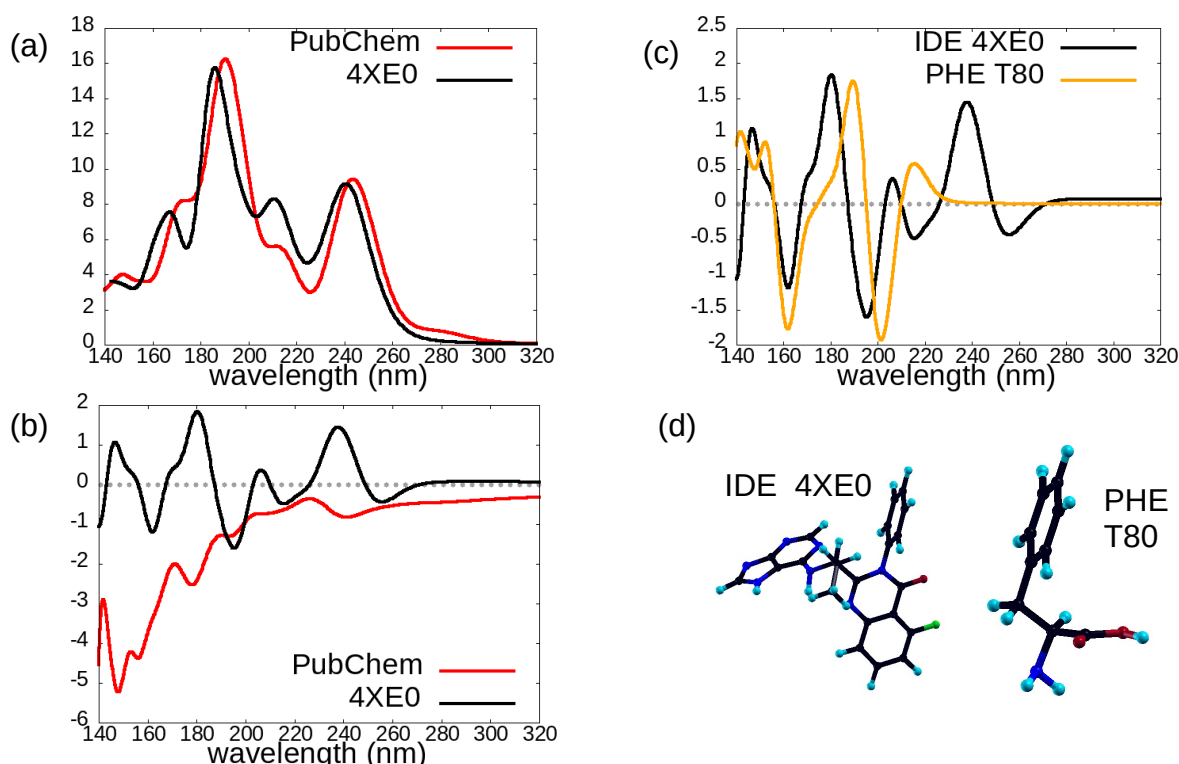 (a)
PubChem
4XE0
18
16
14
12
10
8
6
4
2
0
140 160 180 200 220 240 260 280 300 320
wavelength (nm)
(c)
IDE 4XE0
PHE T80
2.5
2
1.5
1
0.5
0
-0.5
-1
-1.5
-2
140 160 180 200 220 240 260 280 300 320
wavelength (nm)
(b)
2
1
0
-1
-2
-3
-4
-5
-6
PubChem
4XE0
140 160 180 200 220 240 260 280 300 320
wavelength (nm)
(d)
IDE 4XE0
PHE
T80